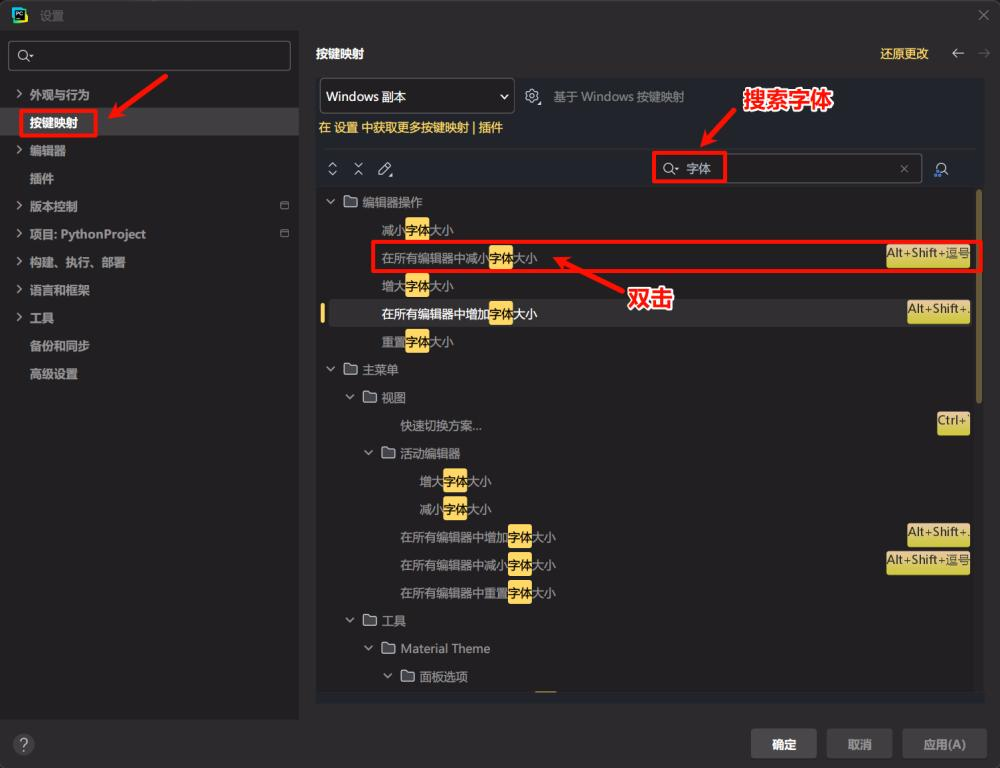 PC 设置
按键映射
还原更改
外观与行为
按键映射
编辑器
插件
版本控制
项目: PythonProject
构建、执行、部署
语言和框架
工具
备份和同步
高级设置
Windows 副本
基于 Windows 按键映射
搜索字体
在 设置 中获取更多按键映射 | 插件
字体
编辑器操作
减小字体大小
在所有编辑器中减小字体大小 Alt+Shift+逗号
增大字体大小
双击
在所有编辑器中增加字体大小 Alt+Shift+.
重置字体大小
主菜单
视图
快速切换方案... Ctrl+`
活动编辑器
增大字体大小
减小字体大小
在所有编辑器中增加字体大小 Alt+Shift+.
在所有编辑器中减小字体大小 Alt+Shift+逗号
在所有编辑器中重置字体大小
工具
Material Theme
面板选项
?
确定
取消
应用(A)